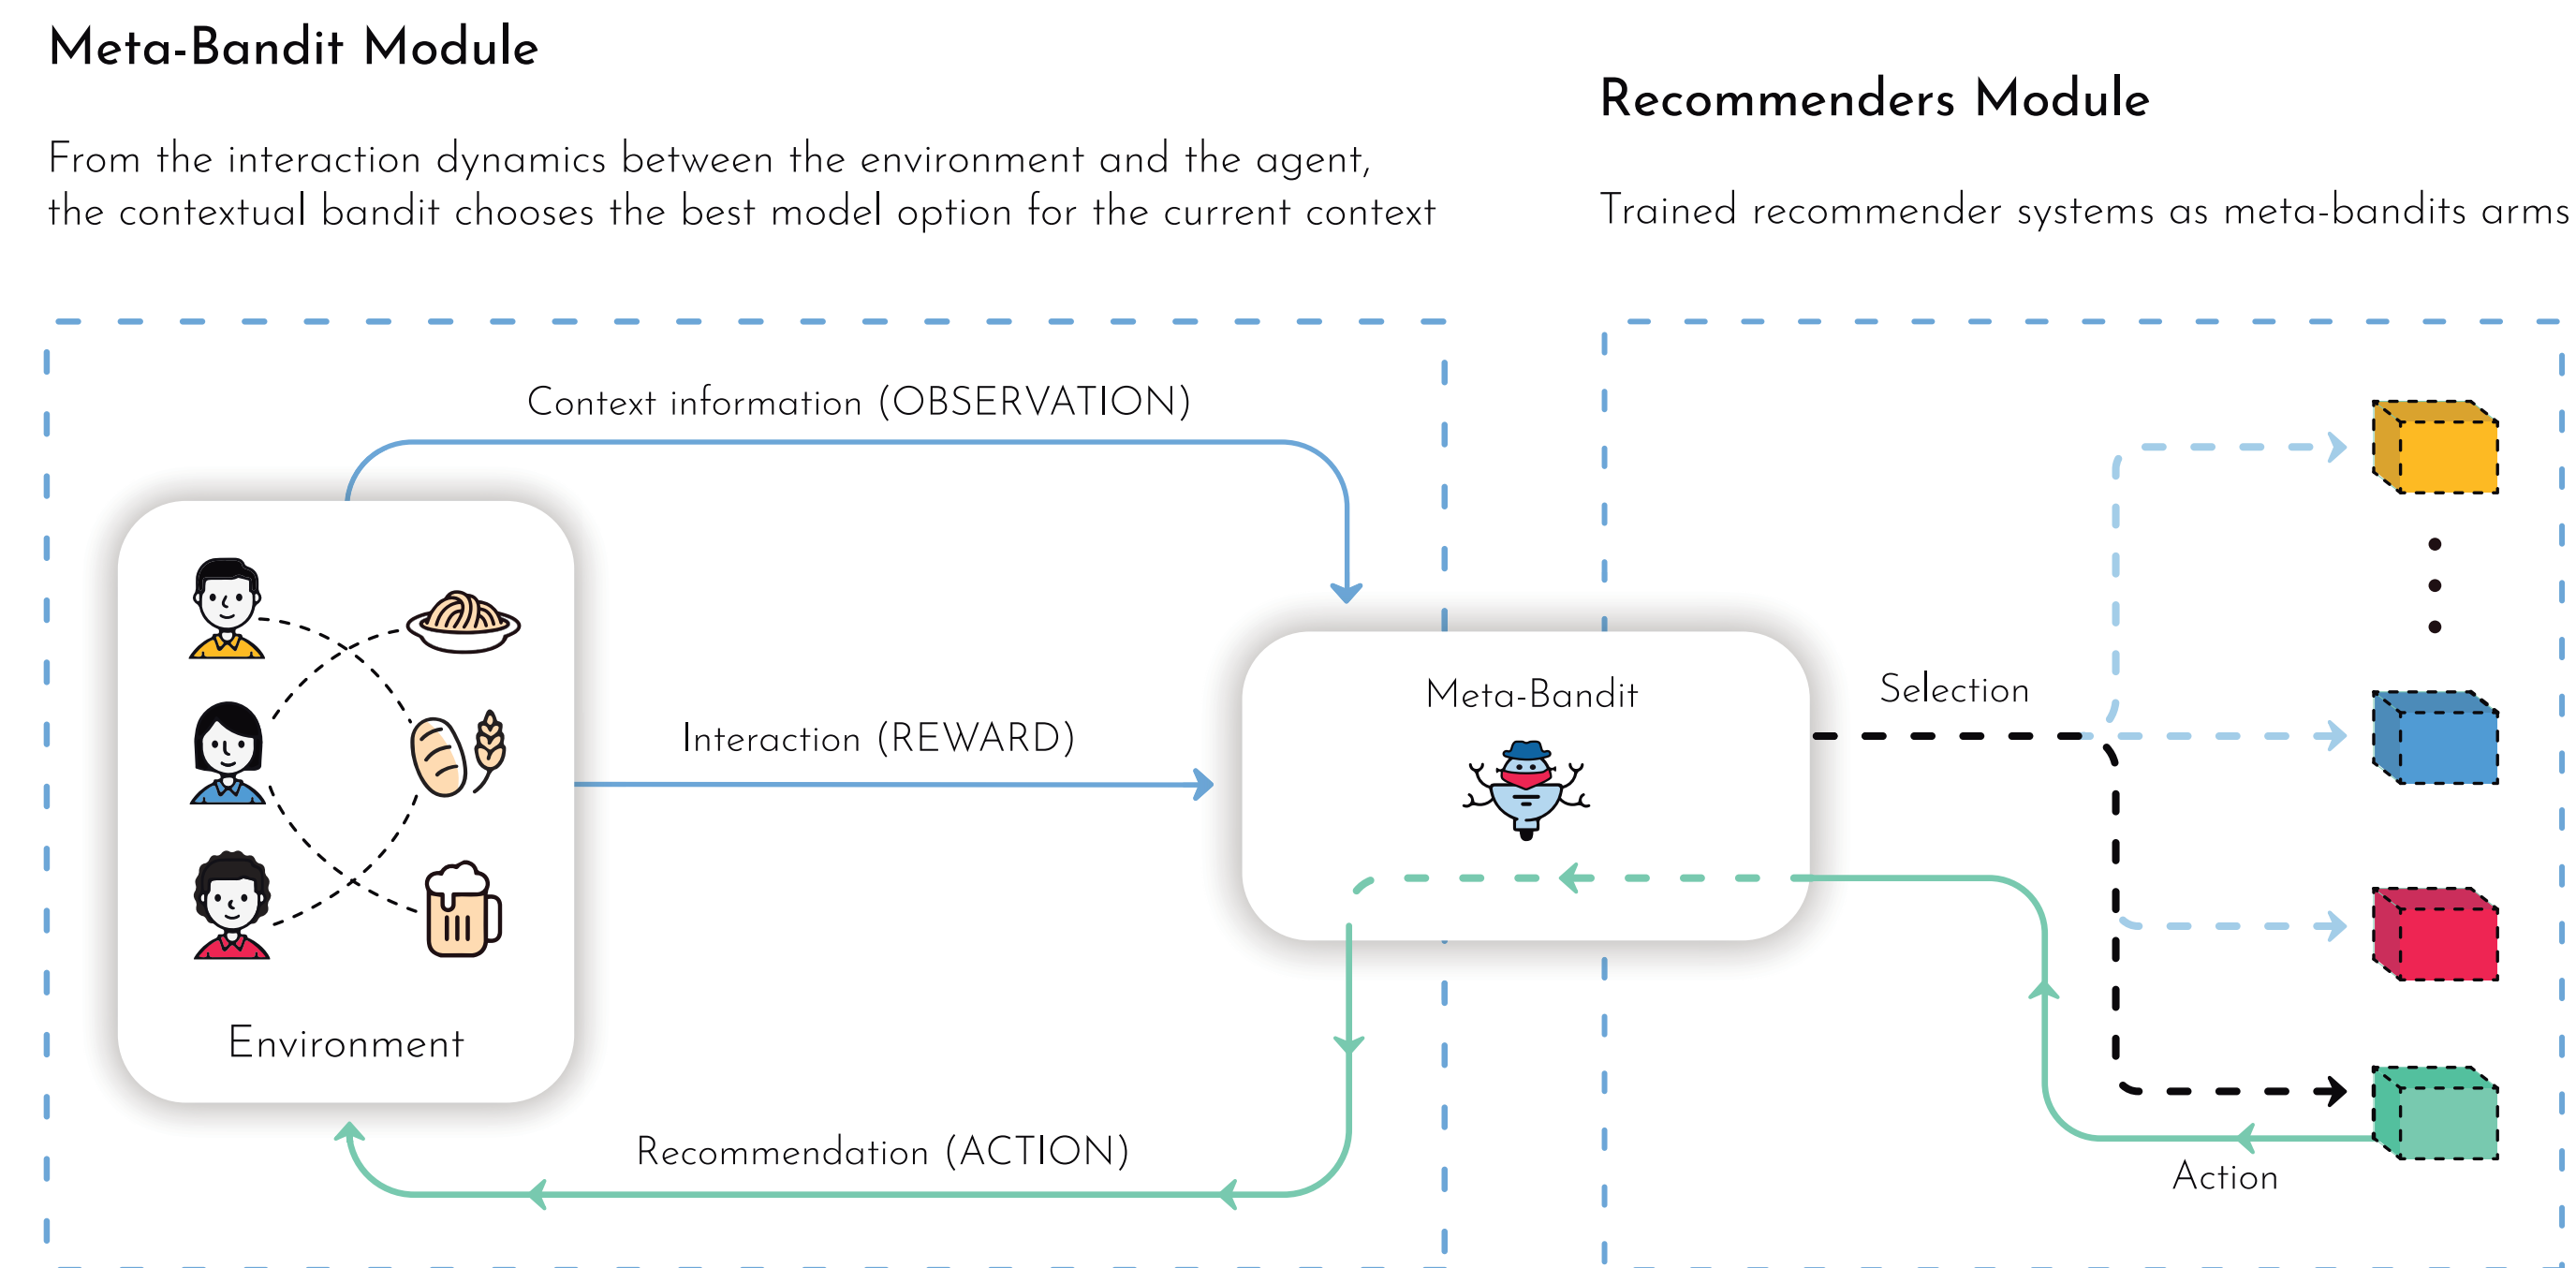 Meta-Bandit Module
From the interaction dynamics between the environment and the agent,
the contextual bandit chooses the best model option for the current context
Recommenders Module
Trained recommender systems as meta-bandits arms
Context information (OBSERVATION)
Interaction (REWARD)
Meta-Bandit
Selection
Environment
Recommendation (ACTION)
Action